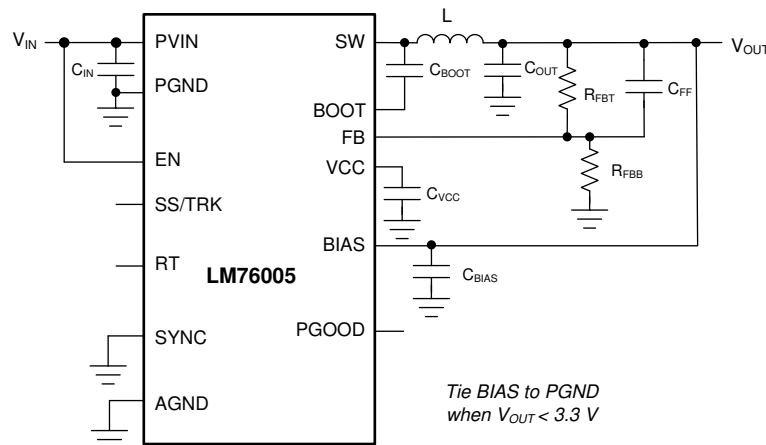 L
V_IN
PVIN
SW
V_OUT
C_IN
C_BOOT
C_OUT
R_FBT
C_FF
PGND
BOOT
FB
EN
VCC
R_FBB
C_VCC
SS/TRK
BIAS
RT
LM76005
C_BIAS
PGOOD
SYNC
AGND
Tie BIAS to PGND
when V_OUT < 3.3 V